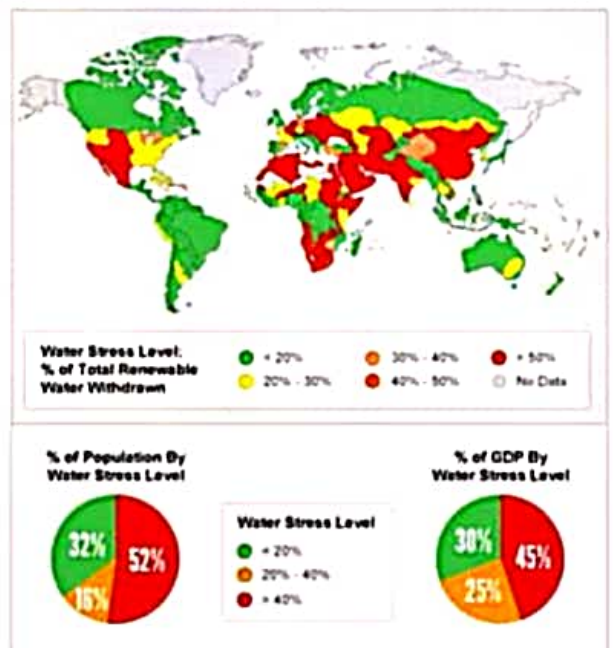 Water Stress Level:
% of Total Renewable
Water Withdrawn
< 20%
20% - 30%
30% - 40%
40% - 50%
> 50%
No Data
% of Population By
Water Stress Level
32%
52%
16%
Water Stress Level
< 20%
20% - 40%
> 40%
% of GDP By
Water Stress Level
30%
45%
25%